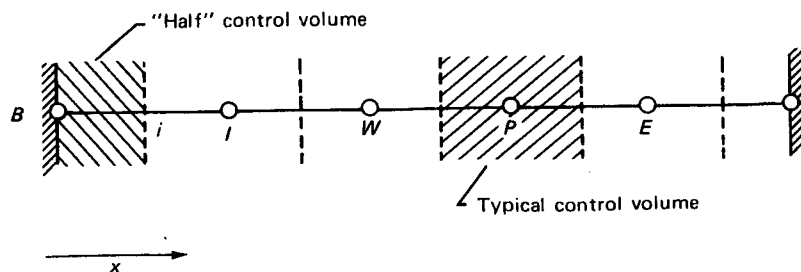 "Half" control volume
B
i
I
W
P
E
Typical control volume
x